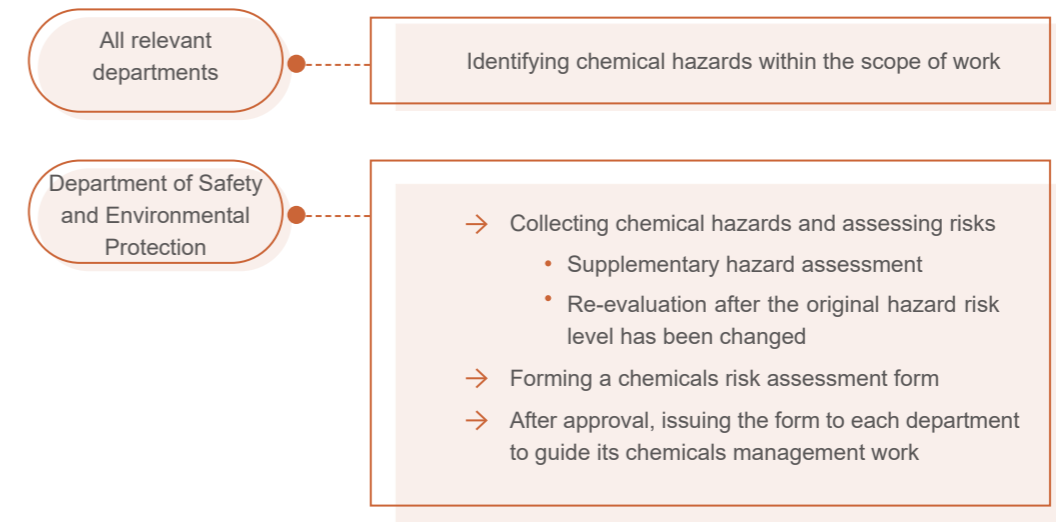 All relevant
departments
Identifying chemical hazards within the scope of work
Department of Safety
and Environmental
Protection
→ Collecting chemical hazards and assessing risks
• Supplementary hazard assessment
• Re-evaluation after the original hazard risk
level has been changed
→ Forming a chemicals risk assessment form
→ After approval, issuing the form to each department
to guide its chemicals management work